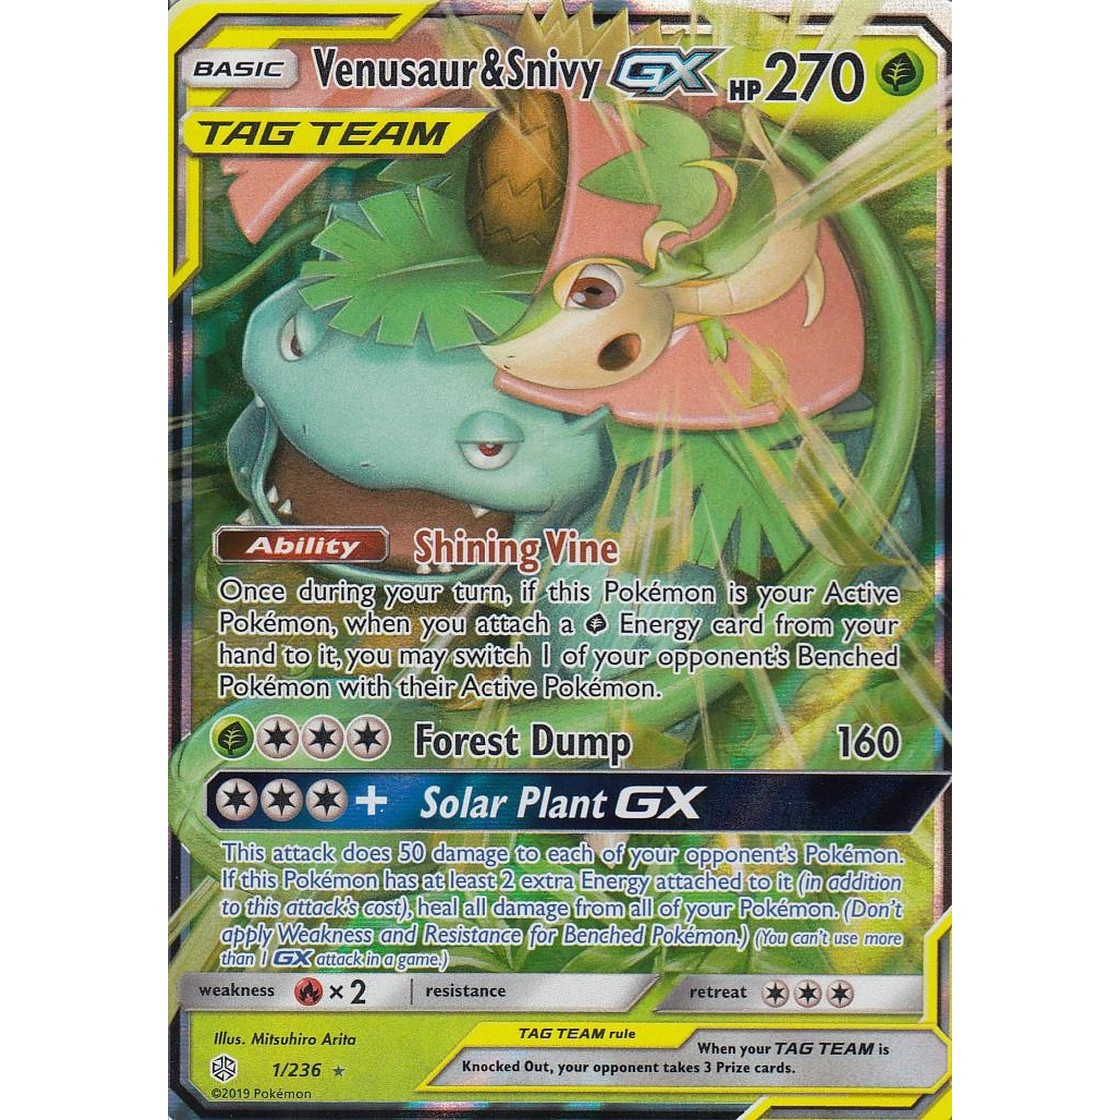 BASIC Venusaur&Snivy GX HP 270
TAG TEAM
Ability Shining Vine
Once during your turn, if this Pokémon is your Active
Pokémon, when you attach a Energy card from your
hand to it, you may switch 1 of your opponent's Benched
Pokémon with their Active Pokémon.
Forest Dump 160
+ Solar Plant GX
This attack does 50 damage to each of your opponent's Pokémon.
If this Pokémon has at least 2 extra Energy attached to it (in addition
to this attack's cost), heal all damage from all of your Pokémon. (Don't
apply Weakness and Resistance for Benched Pokémon.) (You can't use more
than 1 GX attack in a game.)
weakness ×2 resistance retreat
Illus. Mitsuhiro Arita
1/236
©2019 Pokémon
TAG TEAM rule
When your TAG TEAM is
Knocked Out, your opponent takes 3 Prize cards.